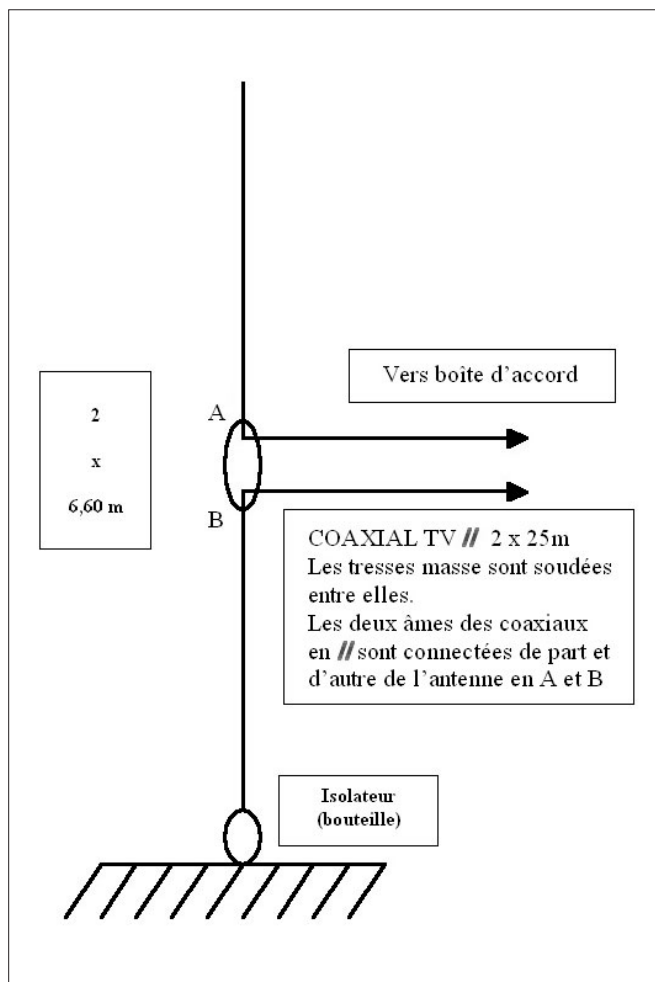 Vers boîte d'accord
A
2
x
6,60 m
B
COAXIAL TV // 2 x 25m
Les tresses masse sont soudées
entre elles.
Les deux âmes des coaxiaux
en // sont connectées de part et
d'autre de l'antenne en A et B
Isolateur
(bouteille)